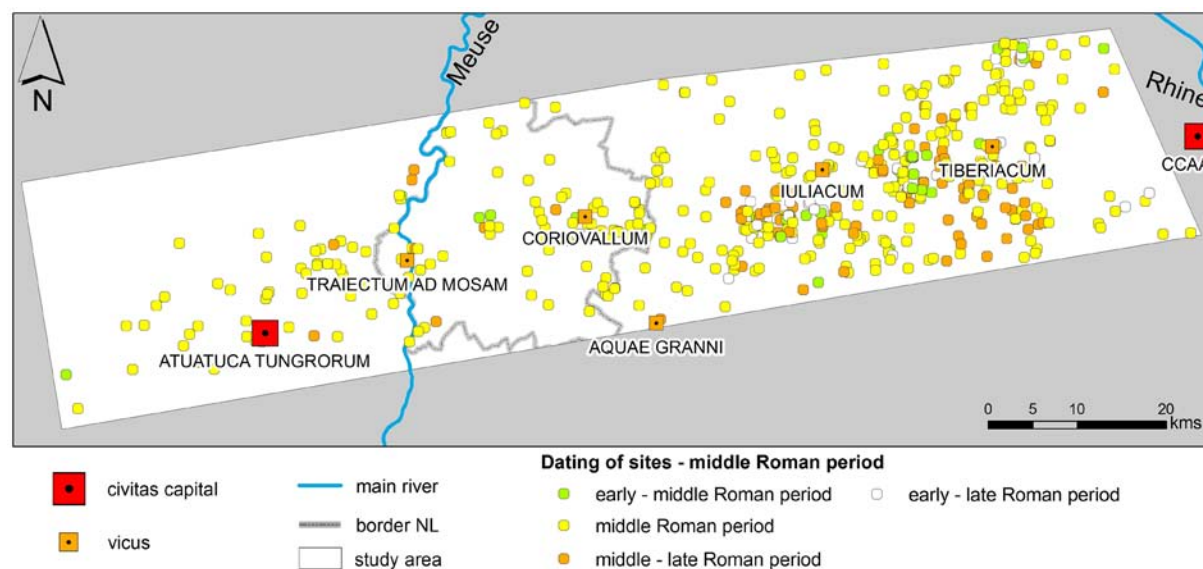 N
Meuse
Rhine
CCAA
TIBERIACUM
IULIACUM
CORIOVALLUM
TRAIECTUM AD MOSAM
ATUATUCA TUNGRORUM
AQUAE GRANNI
0 5 10 20
kms
civitas capital
vicus
main river
border NL
study area
Dating of sites - middle Roman period
early - middle Roman period
early - late Roman period
middle Roman period
middle - late Roman period